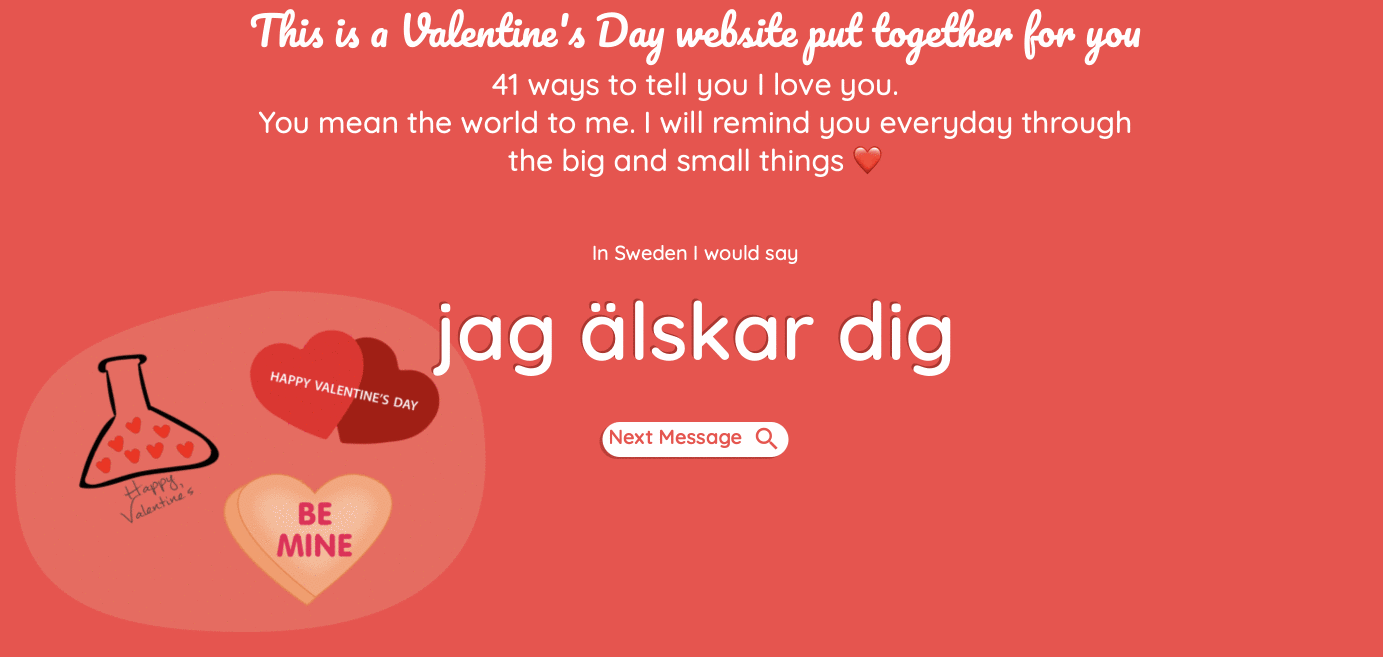 This is a Valentine's Day website put together for you
41 ways to tell you I love you.
You mean the world to me. I will remind you everyday through
the big and small things ❤️
In Sweden I would say
jag älskar dig
HAPPY VALENTINE'S DAY
Happy,
Valentine's
BE
MINE
Next Message